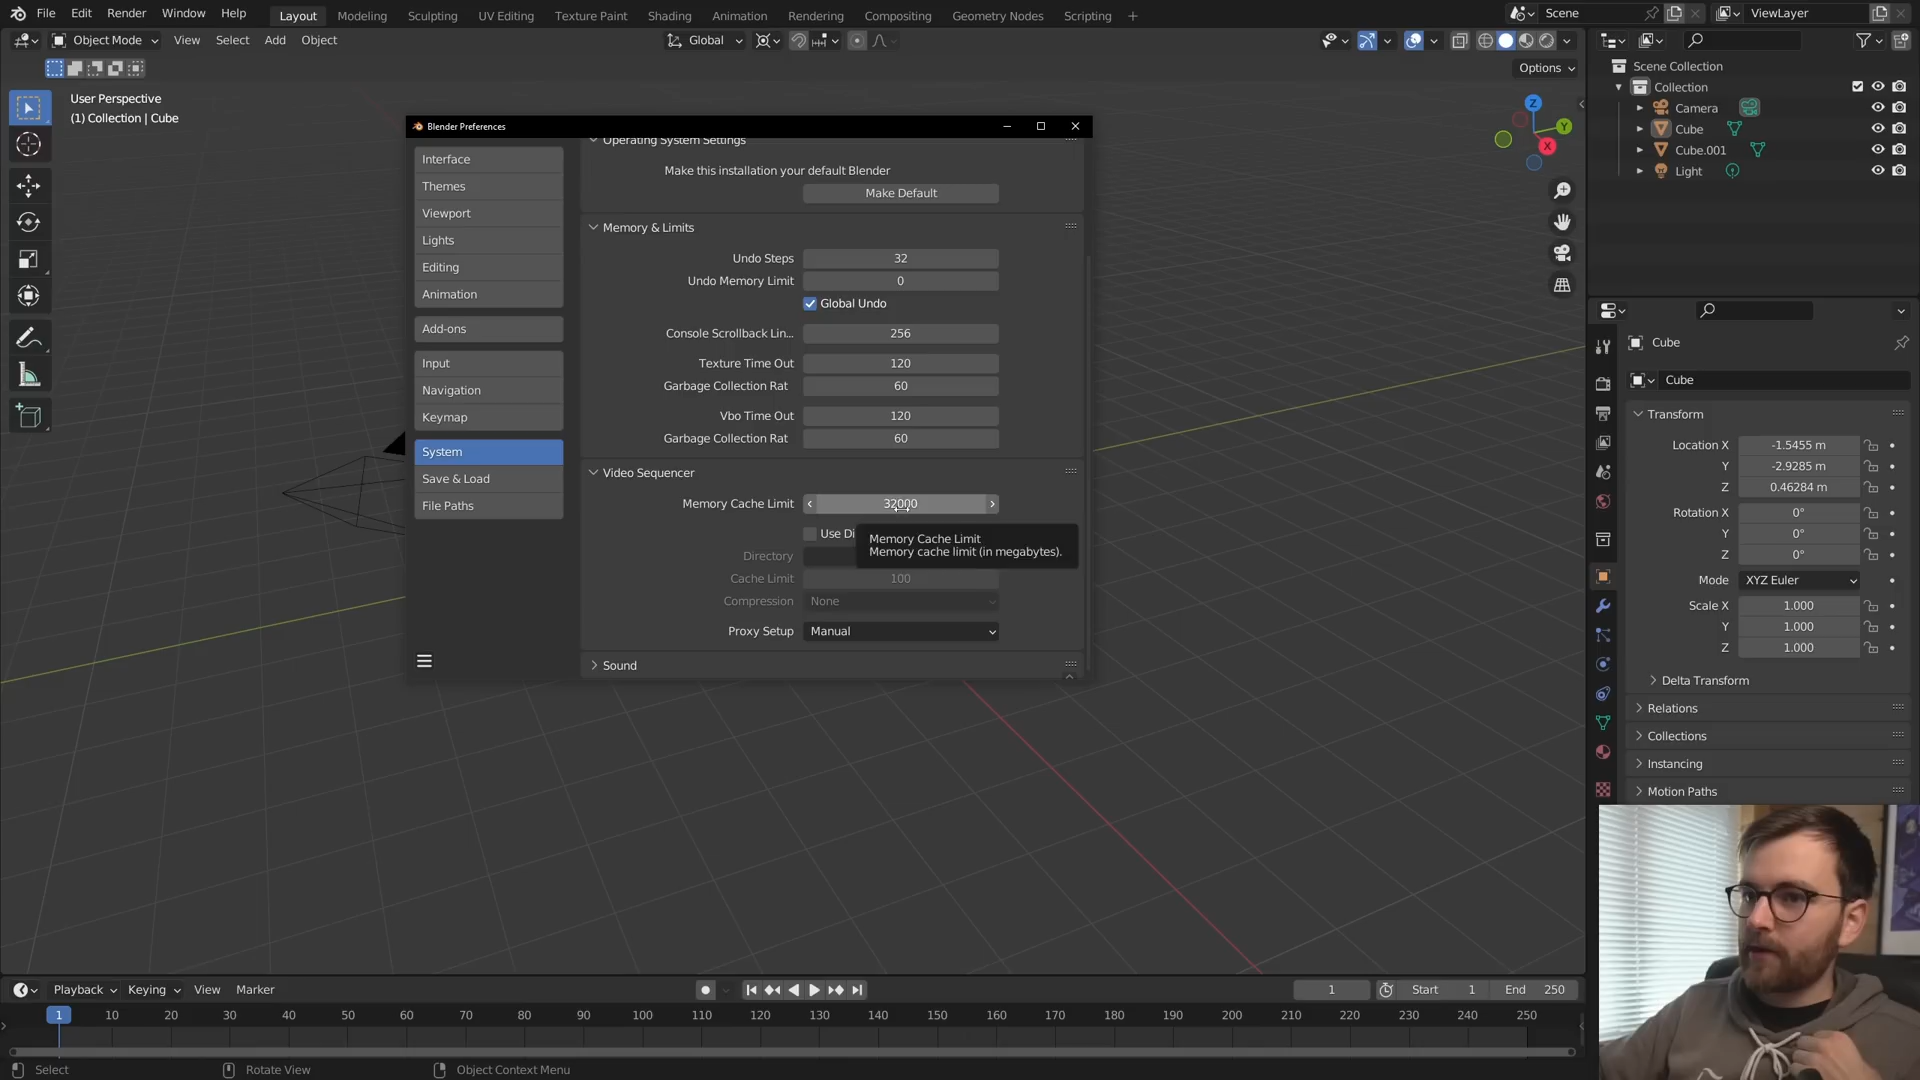 File Edit Render Window Help
Layout Modeling Sculpting UV Editing Texture Paint Shading Animation Rendering Compositing Geometry Nodes Scripting
Scene ViewLayer
Object Mode View Select Add Object
Global
Options
User Perspective
(1) Collection | Cube
Z
Y
X
Blender Preferences
Interface
Themes
Viewport
Lights
Editing
Animation
Add-ons
Input
Navigation
Keymap
System
Save & Load
File Paths
Operating System Settings
Make this installation your default Blender
Make Default
Memory & Limits
Undo Steps 32
Undo Memory Limit 0
Global Undo
Console Scrollback Lin... 256
Texture Time Out 120
Garbage Collection Rat 60
Vbo Time Out 120
Garbage Collection Rat 60
Video Sequencer
Memory Cache Limit 32000
Use Di
Memory Cache Limit
Memory cache limit (in megabytes).
Directory
Cache Limit 100
Compression None
Proxy Setup Manual
Sound
Scene Collection
Collection
Camera
Cube
Cube.001
Light
Cube
Cube
Transform
Location X -1.5455 m
Y -2.9285 m
Z 0.46284 m
Rotation X 0°
Y 0°
Z 0°
Mode XYZ Euler
Scale X 1.000
Y 1.000
Z 1.000
Delta Transform
Relations
Collections
Instancing
Motion Paths
Playback Keying View Marker
1 Start 1 End 250
1 10 20 30 40 50 60 70 80 90 100 110 120 130 140 150 160 170 180 190 200 210 220 230 240 250
Select Rotate View Object Context Menu